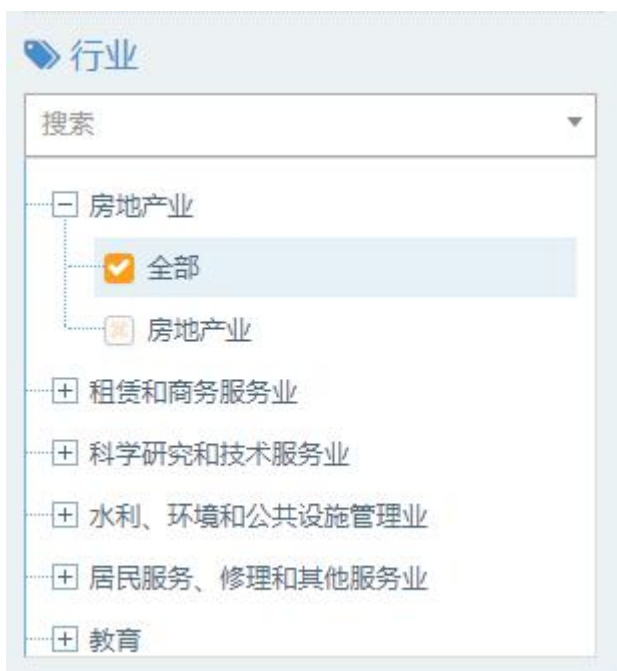 行业
搜索
房地产业
全部
房地产业
租赁和商务服务业
科学研究和技术服务业
水利、环境和公共设施管理业
居民服务、修理和其他服务业
教育